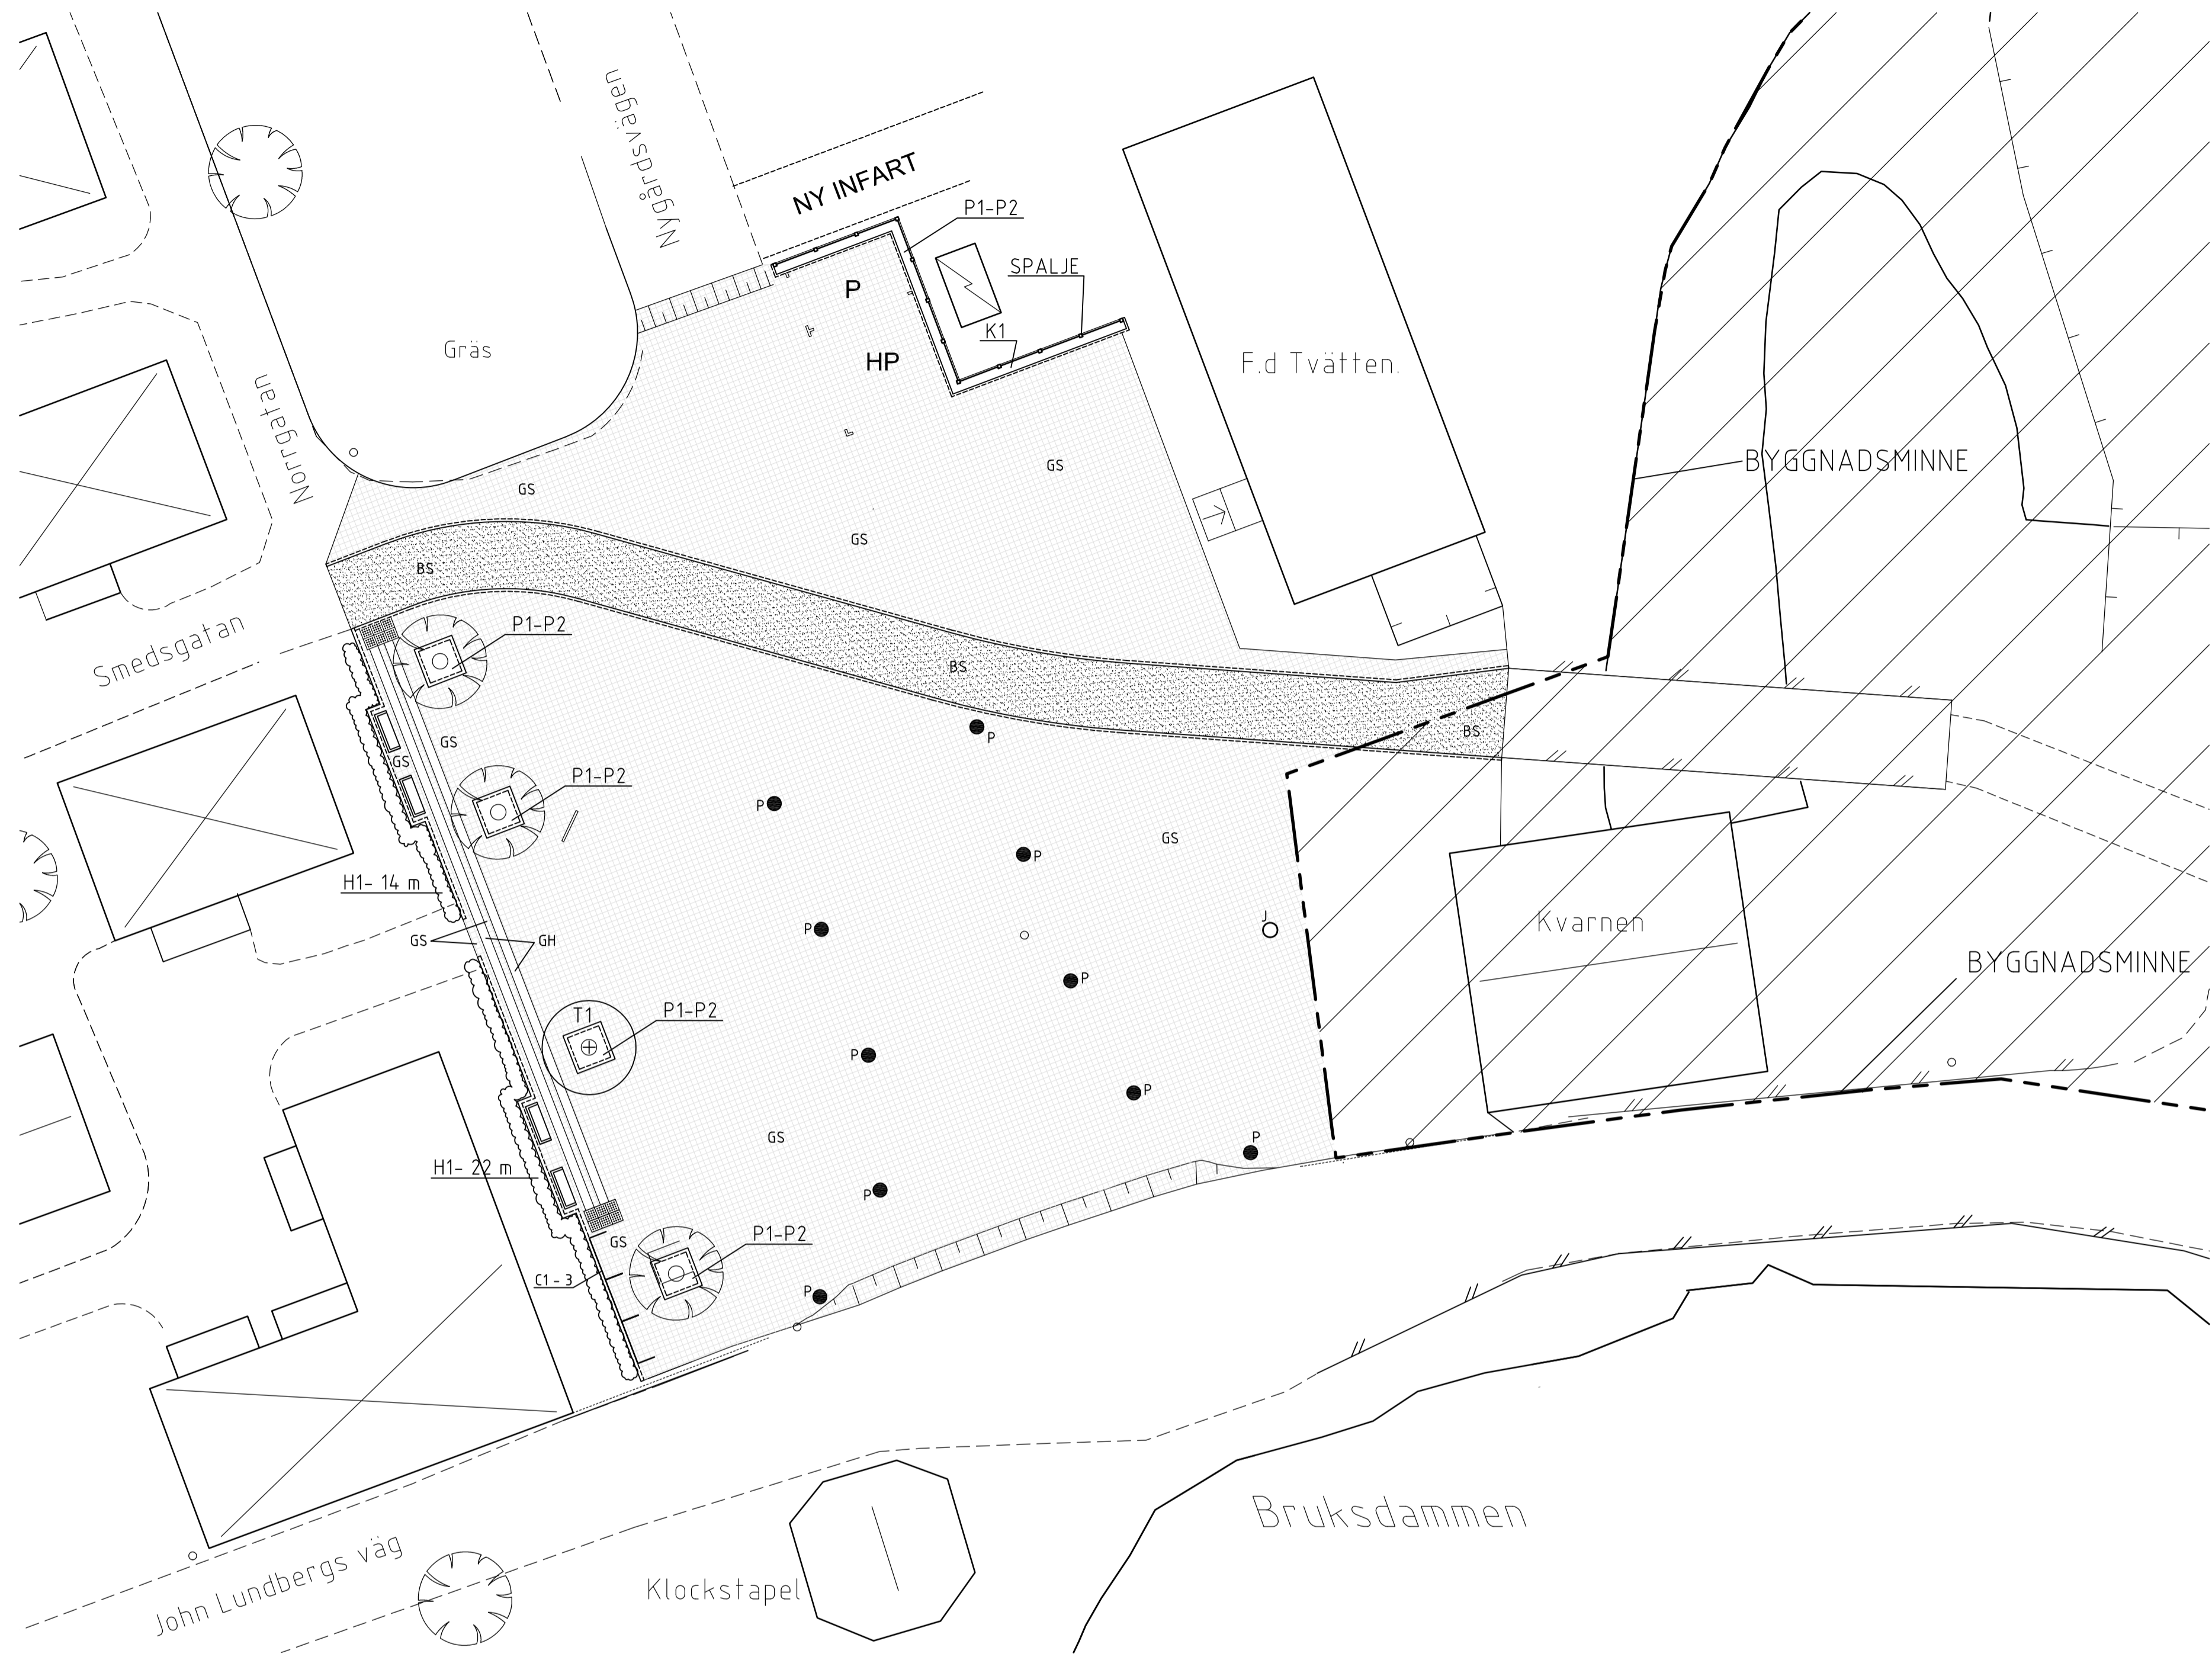 Nygårdsvägen
NY INFART
P1-P2
SPALJE
P
K1
HP
Gräs
F.d Tvätten.
Norrgatan
BYGGNADSMINNE
GS
GS
GS
BS
P1-P2
Smedsgatan
BS
BS
P
GS
GS
P1-P2
P
GS
P
H1- 14 m
J
Kvarnen
P
GS
GH
BYGGNADSMINNE
P
T1
P1-P2
P
P
GS
P
H1- 22 m
P
GS
P1-P2
C1-3
P
Bruksdammen
John Lundbergs väg
Klockstapel